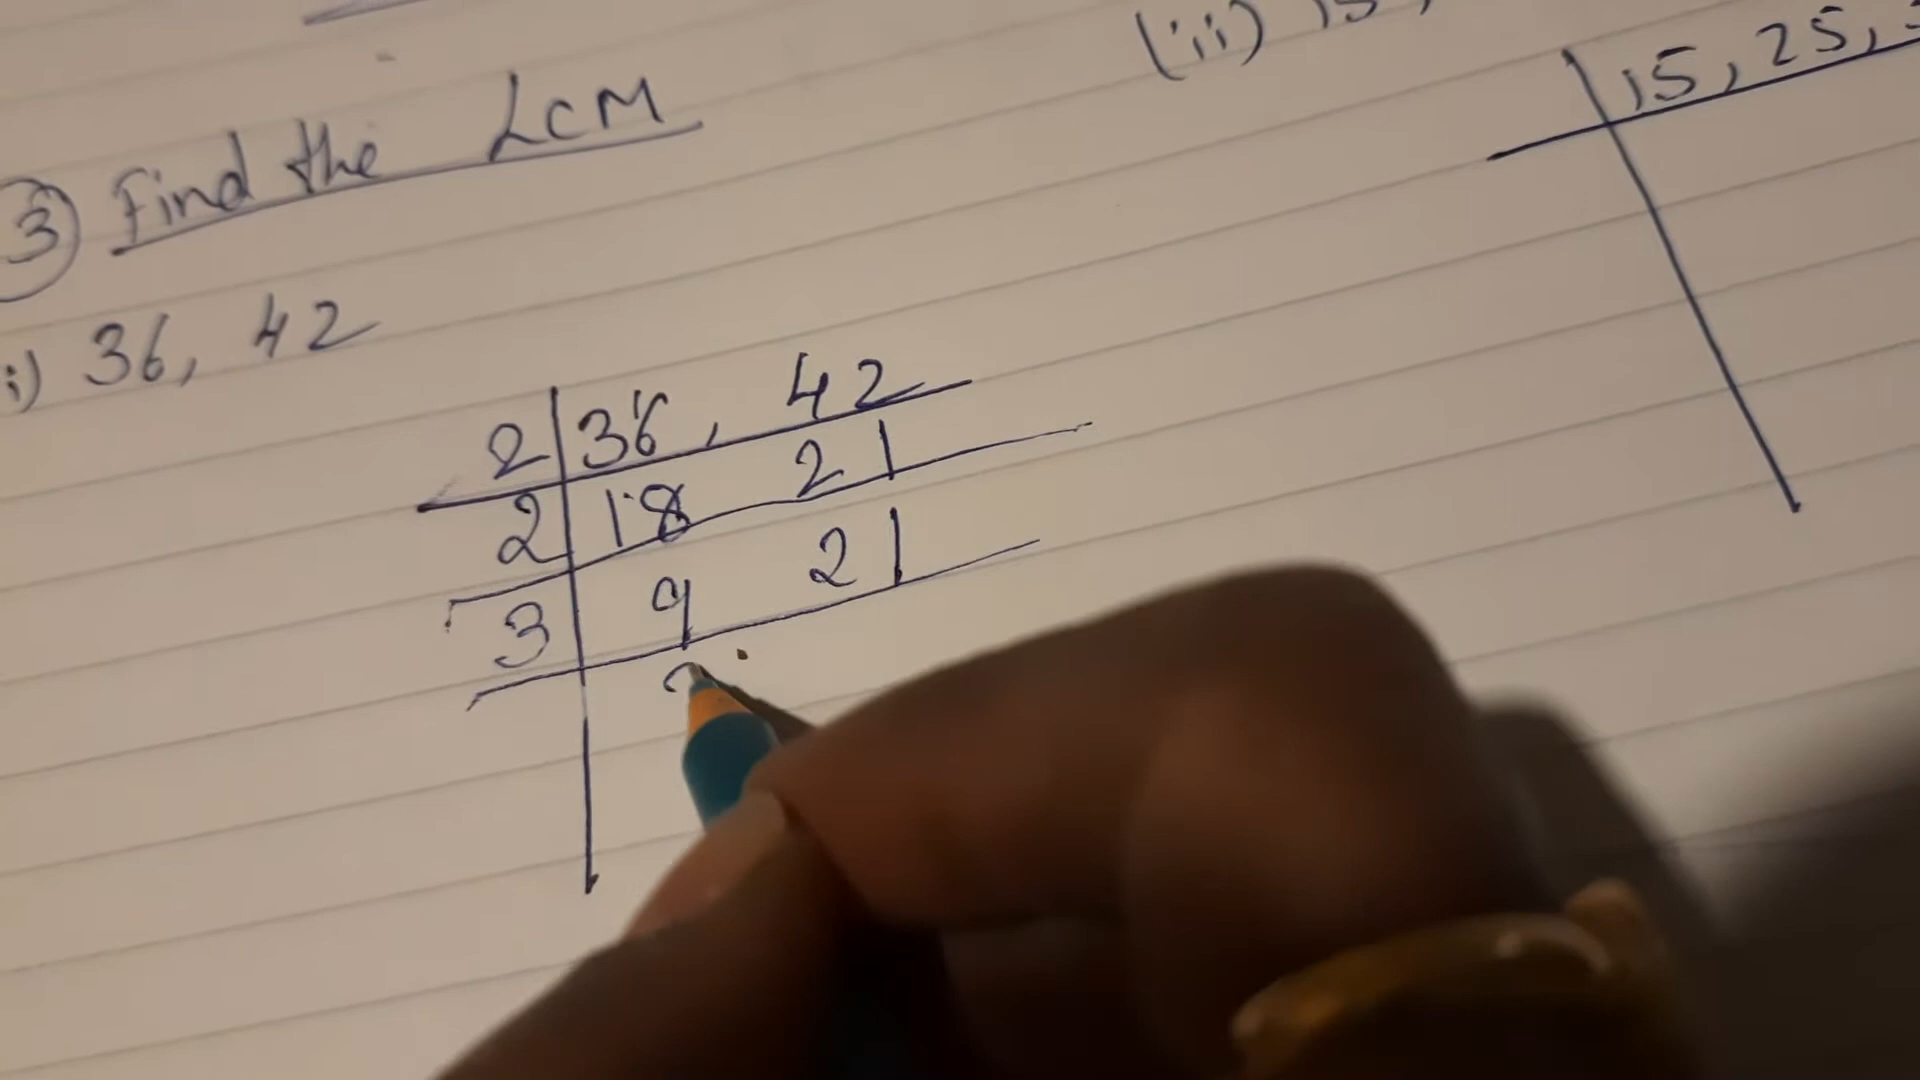 (ii) 15,
15, 25,
③ Find the LCM
i) 36, 42
2 36, 42
2 18 21
3 9 21